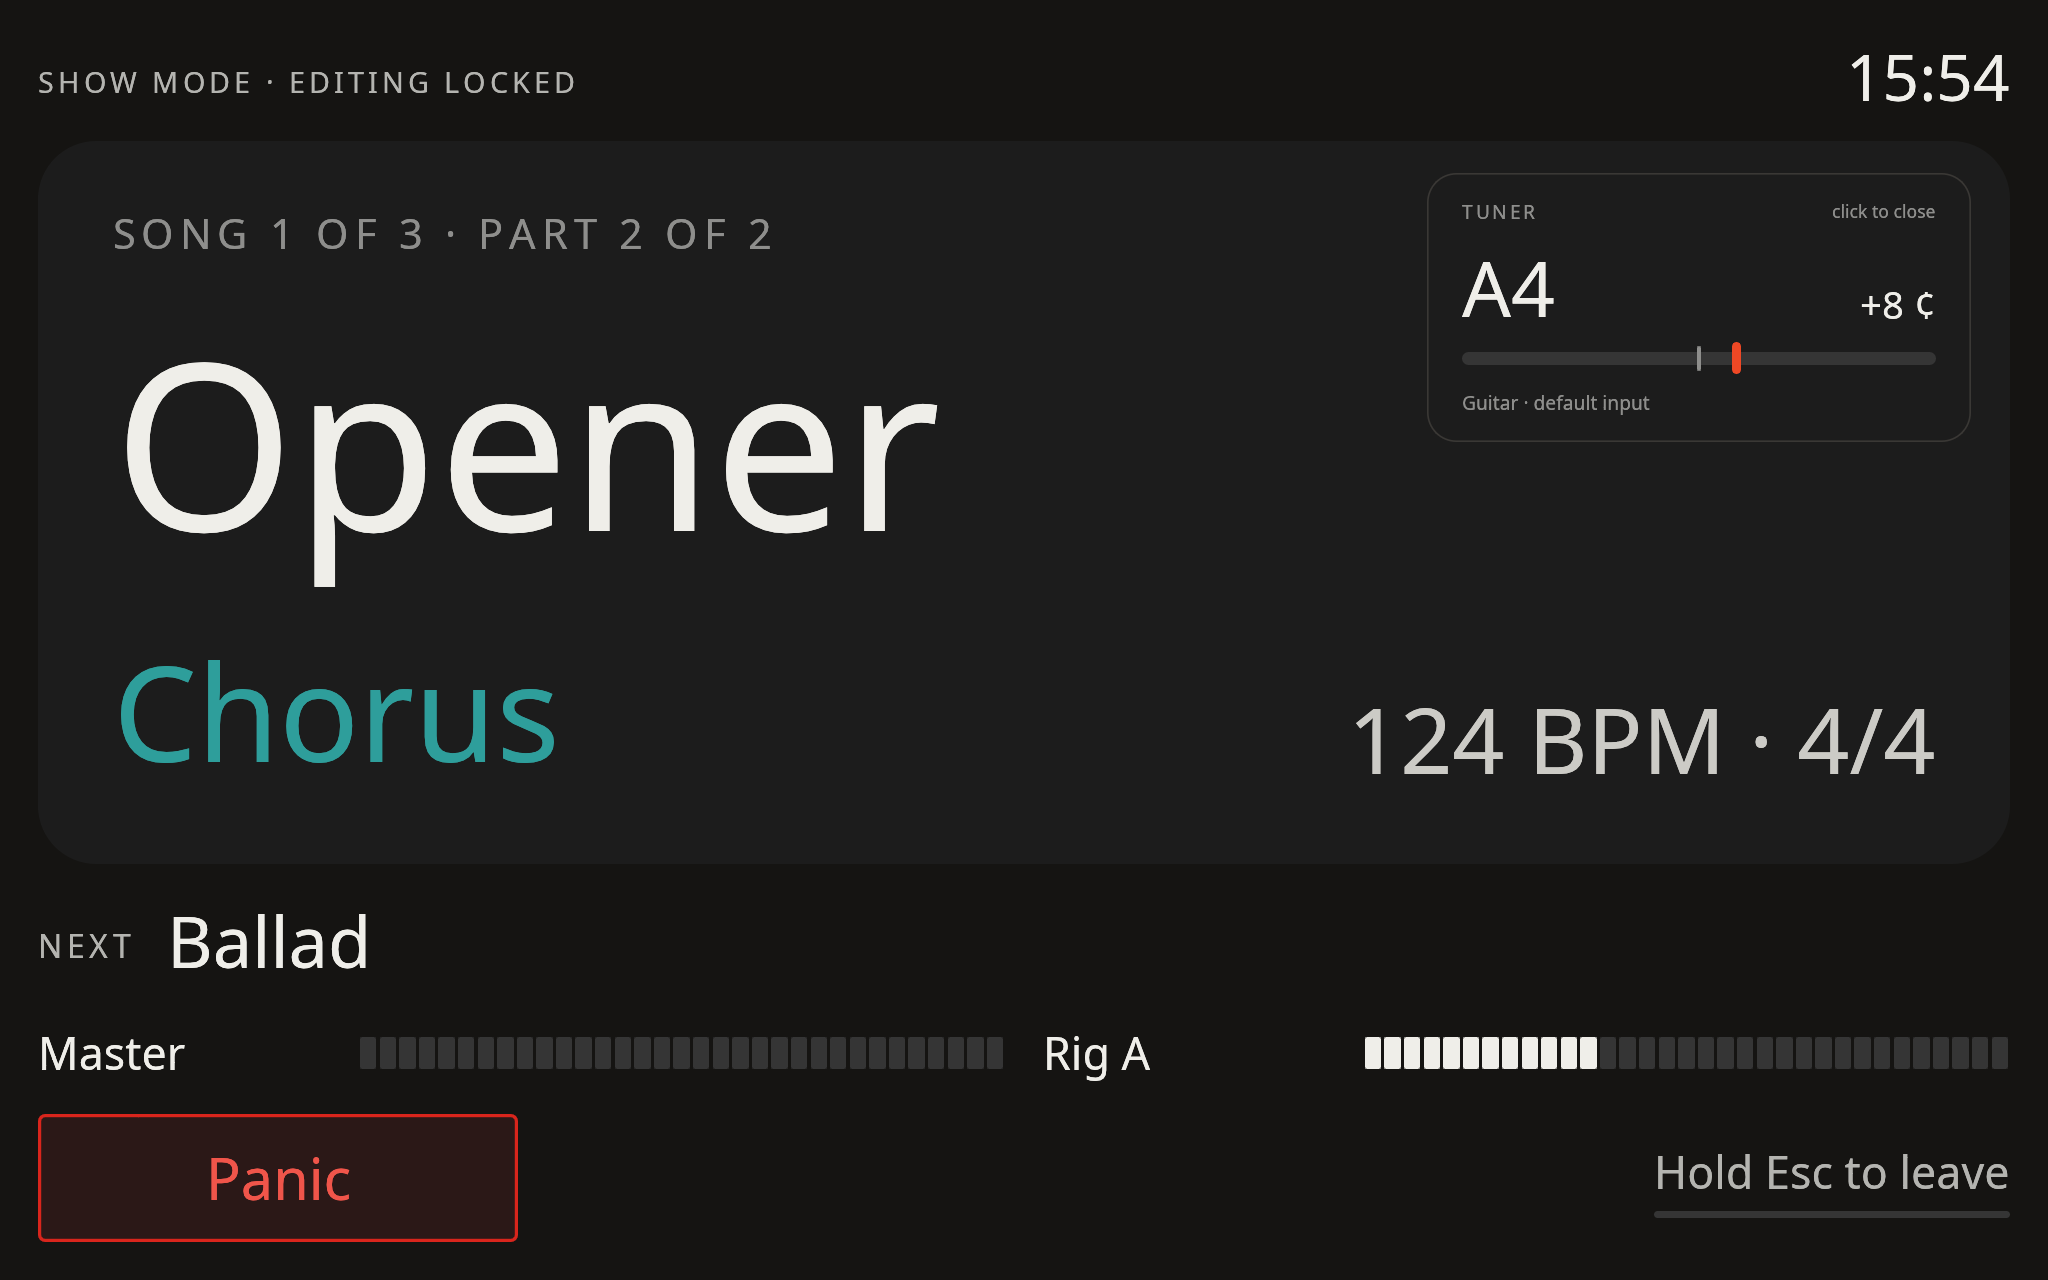 SHOW MODE · EDITING LOCKED
15:54
SONG 1 OF 3 · PART 2 OF 2
TUNER
click to close
A4
+8 ¢
Guitar · default input
Opener
Chorus
124 BPM · 4/4
NEXT Ballad
Master
Rig A
Panic
Hold Esc to leave